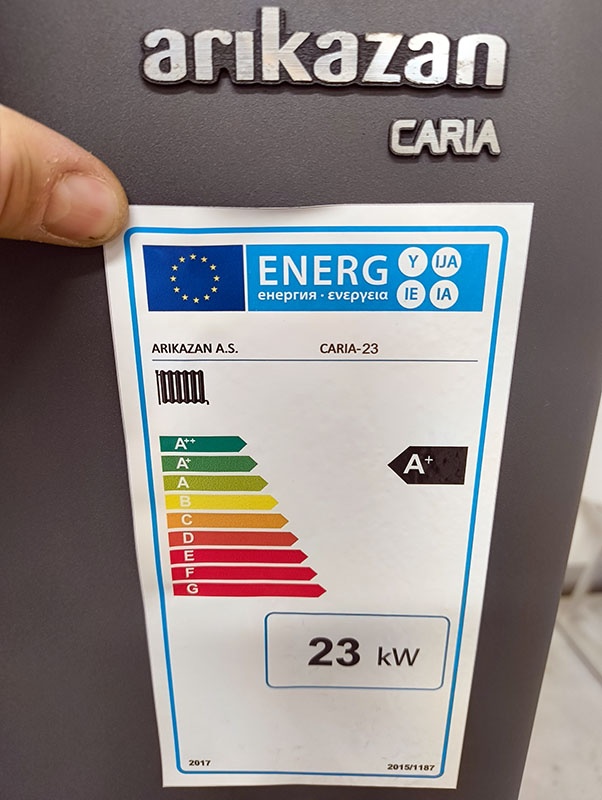 arıkazan
CARIA
ENERG Y IJA
енергия · ενεργεια IE IA
ARIKAZAN A.S. CARIA-23
A++
A+
A
B
C
D
E
F
G
A+
23 kW
2017 2015/1187